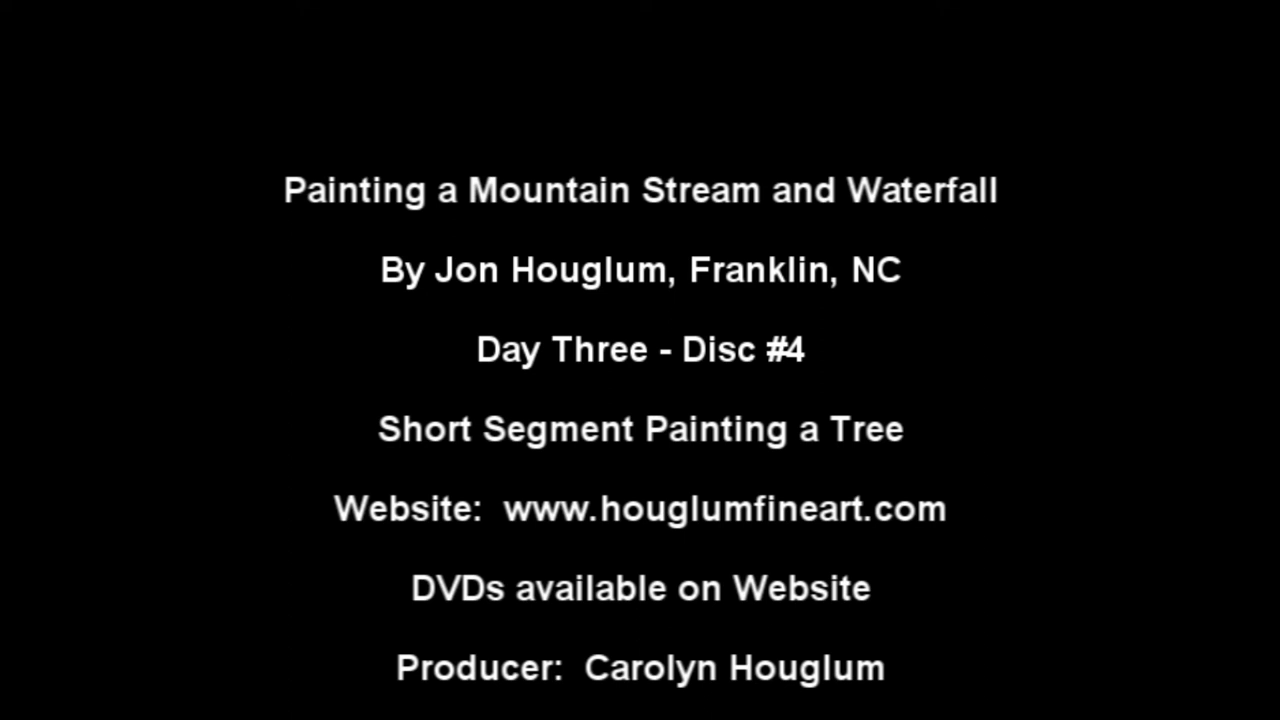 Painting a Mountain Stream and Waterfall
By Jon Houglum, Franklin, NC
Day Three - Disc #4
Short Segment Painting a Tree
Website:  www.houglumfineart.com
DVDs available on Website
Producer:  Carolyn Houglum